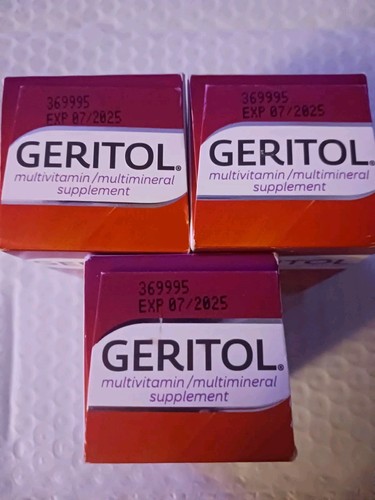 369995
EXP 07/2025
GERITOL®
multivitamin/multimineral
supplement
369995
EXP 07/2025
GERITOL®
multivitamin/multimineral
supplement
369995
EXP 07/2025
GERITOL®
multivitamin/multimineral
supplement